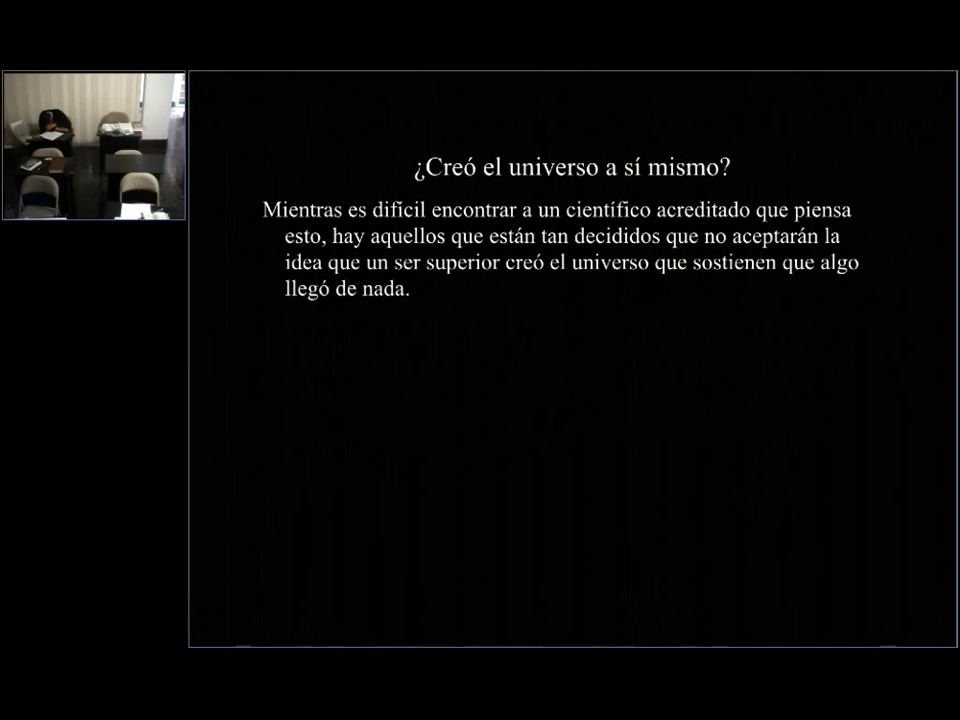 ¿Creó el universo a sí mismo?
Mientras es difícil encontrar a un científico acreditado que piensa
esto, hay aquellos que están tan decididos que no aceptarán la
idea que un ser superior creó el universo que sostienen que algo
llegó de nada.